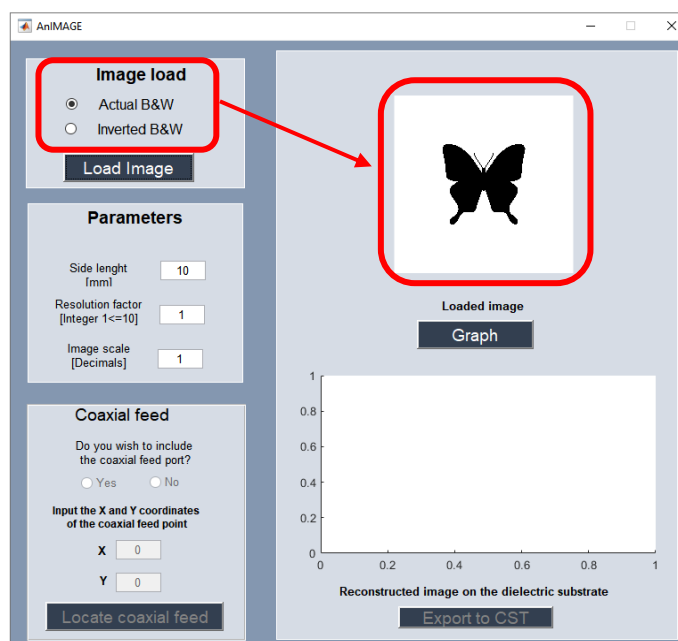 AnIMAGE
Image load
Actual B&W
Inverted B&W
Load Image
Parameters
Side lenght
[mm]
10
Resolution factor
[Integer 1<=10]
1
Image scale
[Decimals]
1
Coaxial feed
Do you wish to include
the coaxial feed port?
Yes No
Input the X and Y coordinates
of the coaxial feed point
X 0
Y 0
Locate coaxial feed
Loaded image
Graph
1
0.8
0.6
0.4
0.2
0
0 0.2 0.4 0.6 0.8 1
Reconstructed image on the dielectric substrate
Export to CST